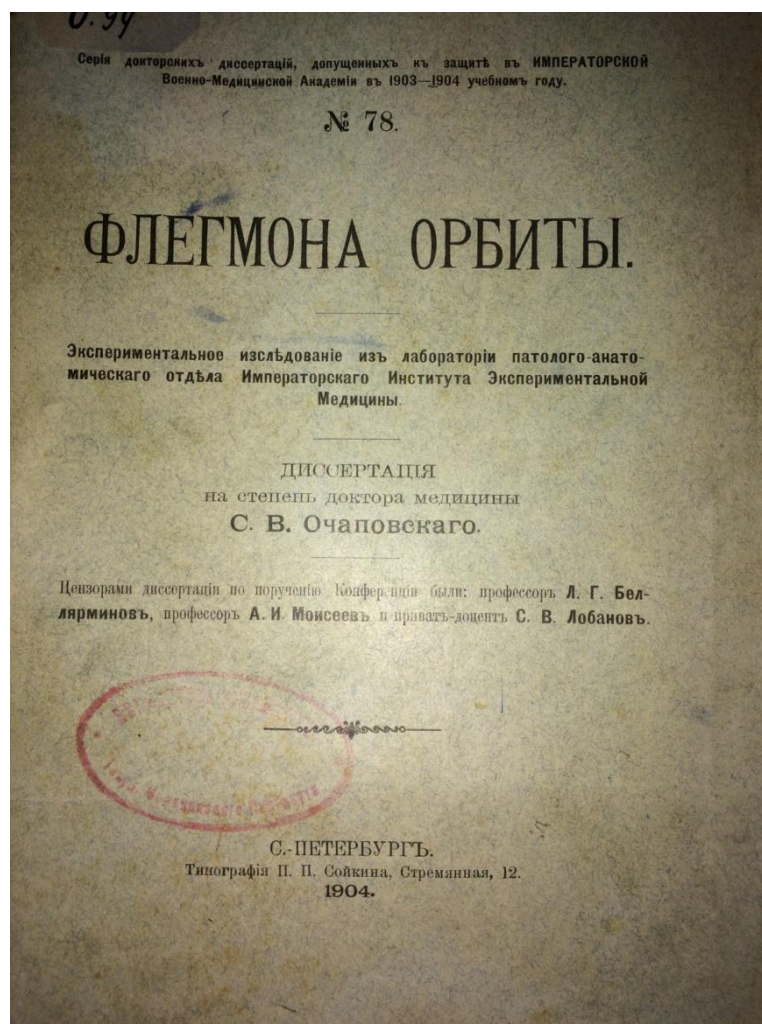 О. 94
Серія докторскихъ диссертацій, допущенныхъ къ защитѣ въ ИМПЕРАТОРСКОЙ
Военно-Медицинской Академіи въ 1903—1904 учебномъ году.
№ 78.
ФЛЕГМОНА ОРБИТЫ.
Экспериментальное изслѣдованіе изъ лабораторіи патолого-анато-
мическаго отдѣла Императорскаго Института Экспериментальной
Медицины.
ДИССЕРТАЦІЯ
на степень доктора медицины
С. В. Очаповскаго.
Цензорами диссертаціи по порученію Конференціи были: профессоръ Л. Г. Бел-
лярминовъ, профессоръ А. И. Моисеевъ и приватъ-доцентъ С. В. Лобановъ.
С.-ПЕТЕРБУРГЪ.
Типографія П. П. Сойкина, Стремянная, 12.
1904.